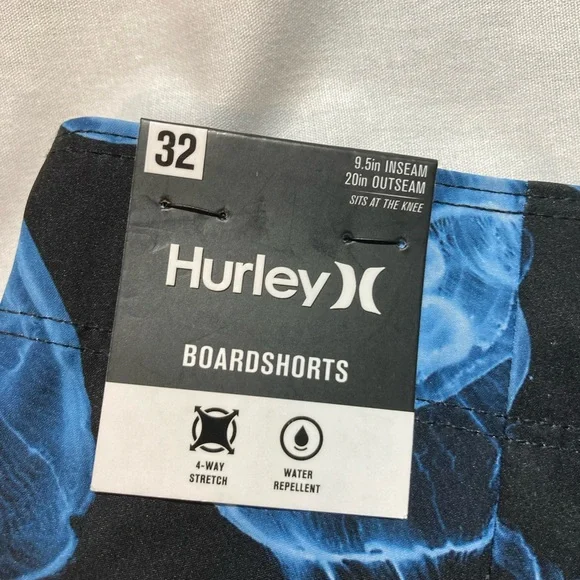 32
9.5in INSEAM
20in OUTSEAM
SITS AT THE KNEE
Hurley
BOARDSHORTS
4-WAY
STRETCH
WATER
REPELLENT